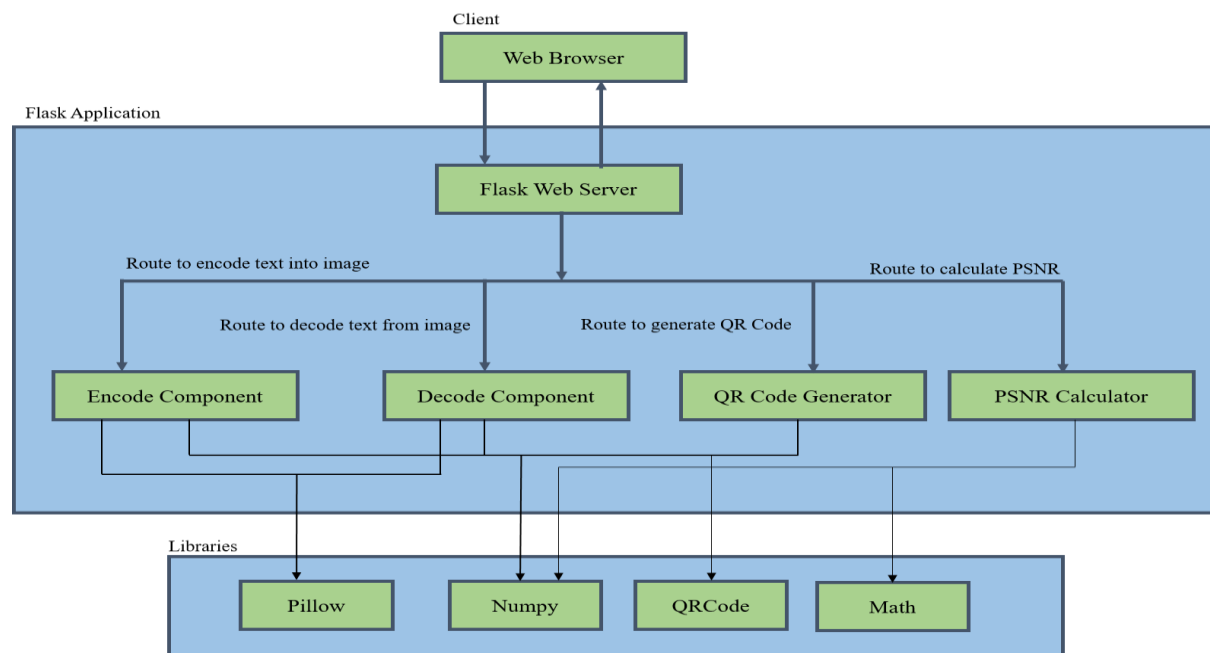 Client
Web Browser
Flask Application
Flask Web Server
Route to encode text into image
Route to calculate PSNR
Route to decode text from image
Route to generate QR Code
Encode Component
Decode Component
QR Code Generator
PSNR Calculator
Libraries
Pillow
Numpy
QRCode
Math